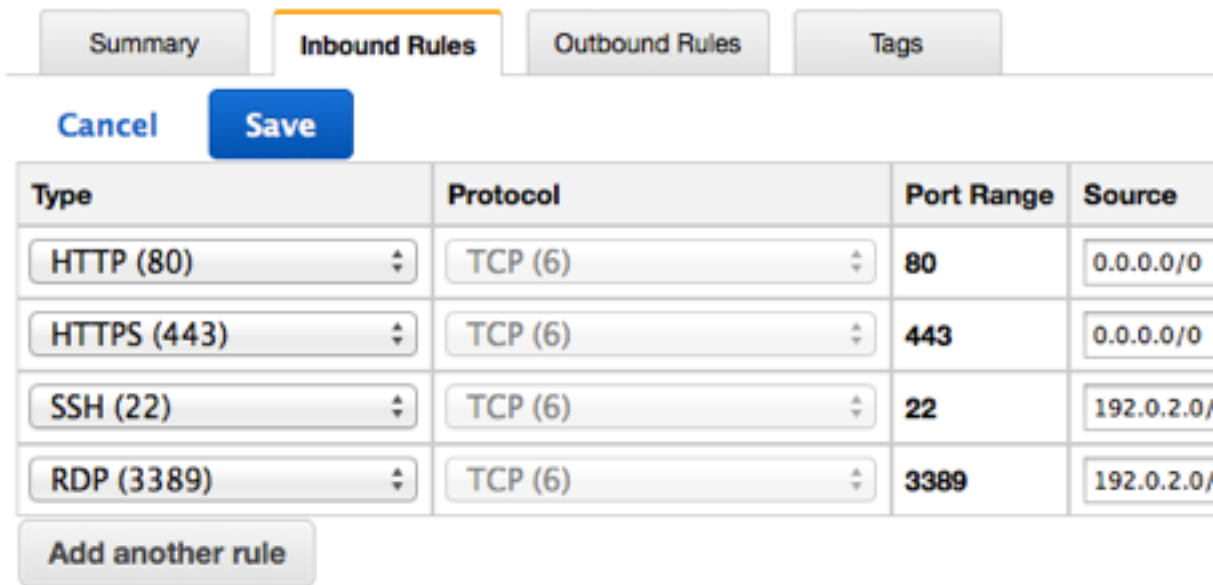 Summary Inbound Rules Outbound Rules Tags
Cancel Save
Type Protocol Port Range Source
HTTP (80) TCP (6) 80 0.0.0.0/0
HTTPS (443) TCP (6) 443 0.0.0.0/0
SSH (22) TCP (6) 22 192.0.2.0/
RDP (3389) TCP (6) 3389 192.0.2.0/
Add another rule